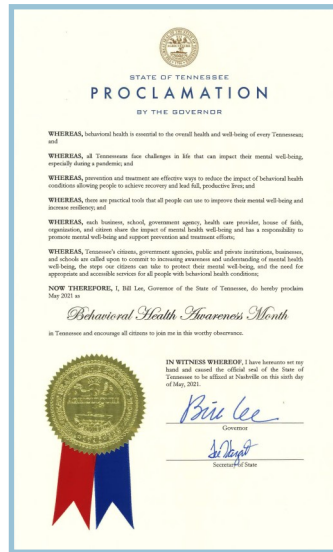 STATE OF TENNESSEE
PROCLAMATION
BY THE GOVERNOR
WHEREAS, behavioral health is essential to the overall health and well-being of every Tennessean;
and
WHEREAS, all Tennesseans face challenges in life that can impact their mental well-being,
especially during a pandemic; and
WHEREAS, prevention and treatment are effective ways to reduce the impact of behavioral health
conditions allowing people to achieve recovery and lead full, productive lives; and
WHEREAS, there are practical tools that all people can use to improve their mental well-being and
increase resiliency; and
WHEREAS, each business, school, government agency, health care provider, house of faith,
organization, and citizen share the impact of mental health well-being and has a responsibility to
promote mental well-being and support prevention and treatment efforts;
WHEREAS, Tennessee's citizens, government agencies, public and private institutions, businesses,
and schools are called upon to commit to increasing awareness and understanding of mental health
well-being, the steps our citizens can take to protect their mental well-being, and the need for
appropriate and accessible services for all people with behavioral health conditions;
NOW THEREFORE, I, Bill Lee, Governor of the State of Tennessee, do hereby proclaim
May 2021 as
Behavioral Health Awareness Month
in Tennessee and encourage all citizens to join me in this worthy observance.
IN WITNESS WHEREOF, I have hereunto set my
hand and caused the official seal of the State of
Tennessee to be affixed at Nashville on this sixth day
of May, 2021.
Bill Lee
Governor
Tre Hargett
Secretary of State